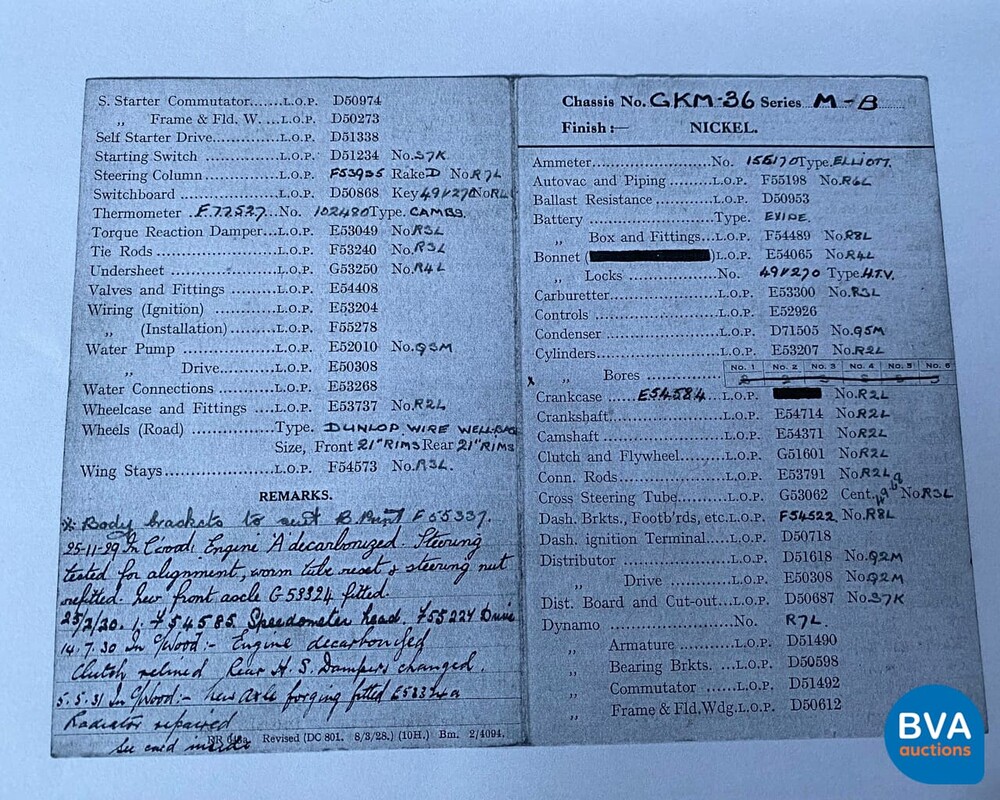 S. Starter Commutator......L.O.P. D50974
„ Frame & Fld. W. ...L.O.P. D50273
Self Starter Drive............L.O.P. D51338
Starting Switch ..............L.O.P. D51234 No.S7K
Steering Column .............L.O.P. F53935 Rake D No R7L
Switchboard ..................L.O.P. D50868 Key 491270 No R2L
Thermometer .F77527..No. 102480 Type. CAMBS.
Torque Reaction Damper...L.O.P. E53049 No.R3L
Tie Rods ......................L.O.P. F53240 No.R3L
Undersheet ...................L.O.P. G53250 No.R4L
Valves and Fittings .........L.O.P. E54408
Wiring (Ignition) ............L.O.P. E53204
„ (Installation)...........L.O.P. F55278
Water Pump ..................L.O.P. E52010 No.Q5M
„ Drive..................L.O.P. E50308
Water Connections .........L.O.P. E53268
Wheelcase and Fittings ...L.O.P. E53737 No.R2L
Wheels (Road) ...............Type. DUNLOP WIRE WELL-BASE
Size, Front 21" RIMS Rear 21" RIMS
Wing Stays....................L.O.P. F54573 No.R3L.
REMARKS.
* Body brackets to suit B. Print F55337.
25-11-29 In C'wood; Engine 'A' decarbonized. Steering
tested for alignment, worm tube reset & steering nut
refitted. New front axle G53324 fitted.
F54585 Speedometer head. F55224 Drive
14.7.30 In C/Wood:- Engine decarbonised
Clutch relined Rear H.S. Dampers changed.
5.5.31 In C/Wood:- New Axle forging fitted
Radiator repaired
See card inside
Revised (DC 801. 8/3/28.) (10H.) Bm. 2/4094.
Chassis No. GKM-36 Series M-B
Finish :— NICKEL.
Ammeter.....................No. 155170 Type. ELLIOTT.
Autovac and Piping ........L.O.P. F55198 No.R6L
Ballast Resistance ...........L.O.P. D50953
Battery .......................Type. EXIDE.
„ Box and Fittings...L.O.P. F54489 No.R8L
Bonnet ( )L.O.P. E54065 No.R4L
„ Locks ..................No. 491270 Type.H.T.V.
Carburetter....................L.O.P. E53300 No.R3L
Controls .......................L.O.P. E52926
Condenser .....................L.O.P. D71505 No.Q5M
Cylinders.......................L.O.P. E53207 No.R2L
x „ Bores ............... No. 1 No. 2 No. 3 No. 4 No. 5 No. 6
Crankcase ....E54584...L.O.P. No.R2L
Crankshaft.....................L.O.P. E54714 No.R2L
Camshaft ......................L.O.P. E54371 No.R2L
Clutch and Flywheel........L.O.P. G51601 No.R2L
Conn. Rods....................L.O.P. E53791 No.R2L
Cross Steering Tube........L.O.P. G53062 Cent. No R3L
Dash. Brkts., Footb'rds, etc.L.O.P. F54522 No.R8L
Dash. ignition Terminal....L.O.P. D50718
Distributor ....................L.O.P. D51618 No.Q2M
„ Drive ..................L.O.P. E50308 No.Q2M
Dist. Board and Cut-out...L.O.P. D50687 No.S7K
Dynamo .......................No. R7L.
„ Armature ............L.O.P. D51490
„ Bearing Brkts. ......L.O.P. D50598
„ Commutator ........L.O.P. D51492
„ Frame & Fld.Wdg.L.O.P. D50612
BVA
auctions